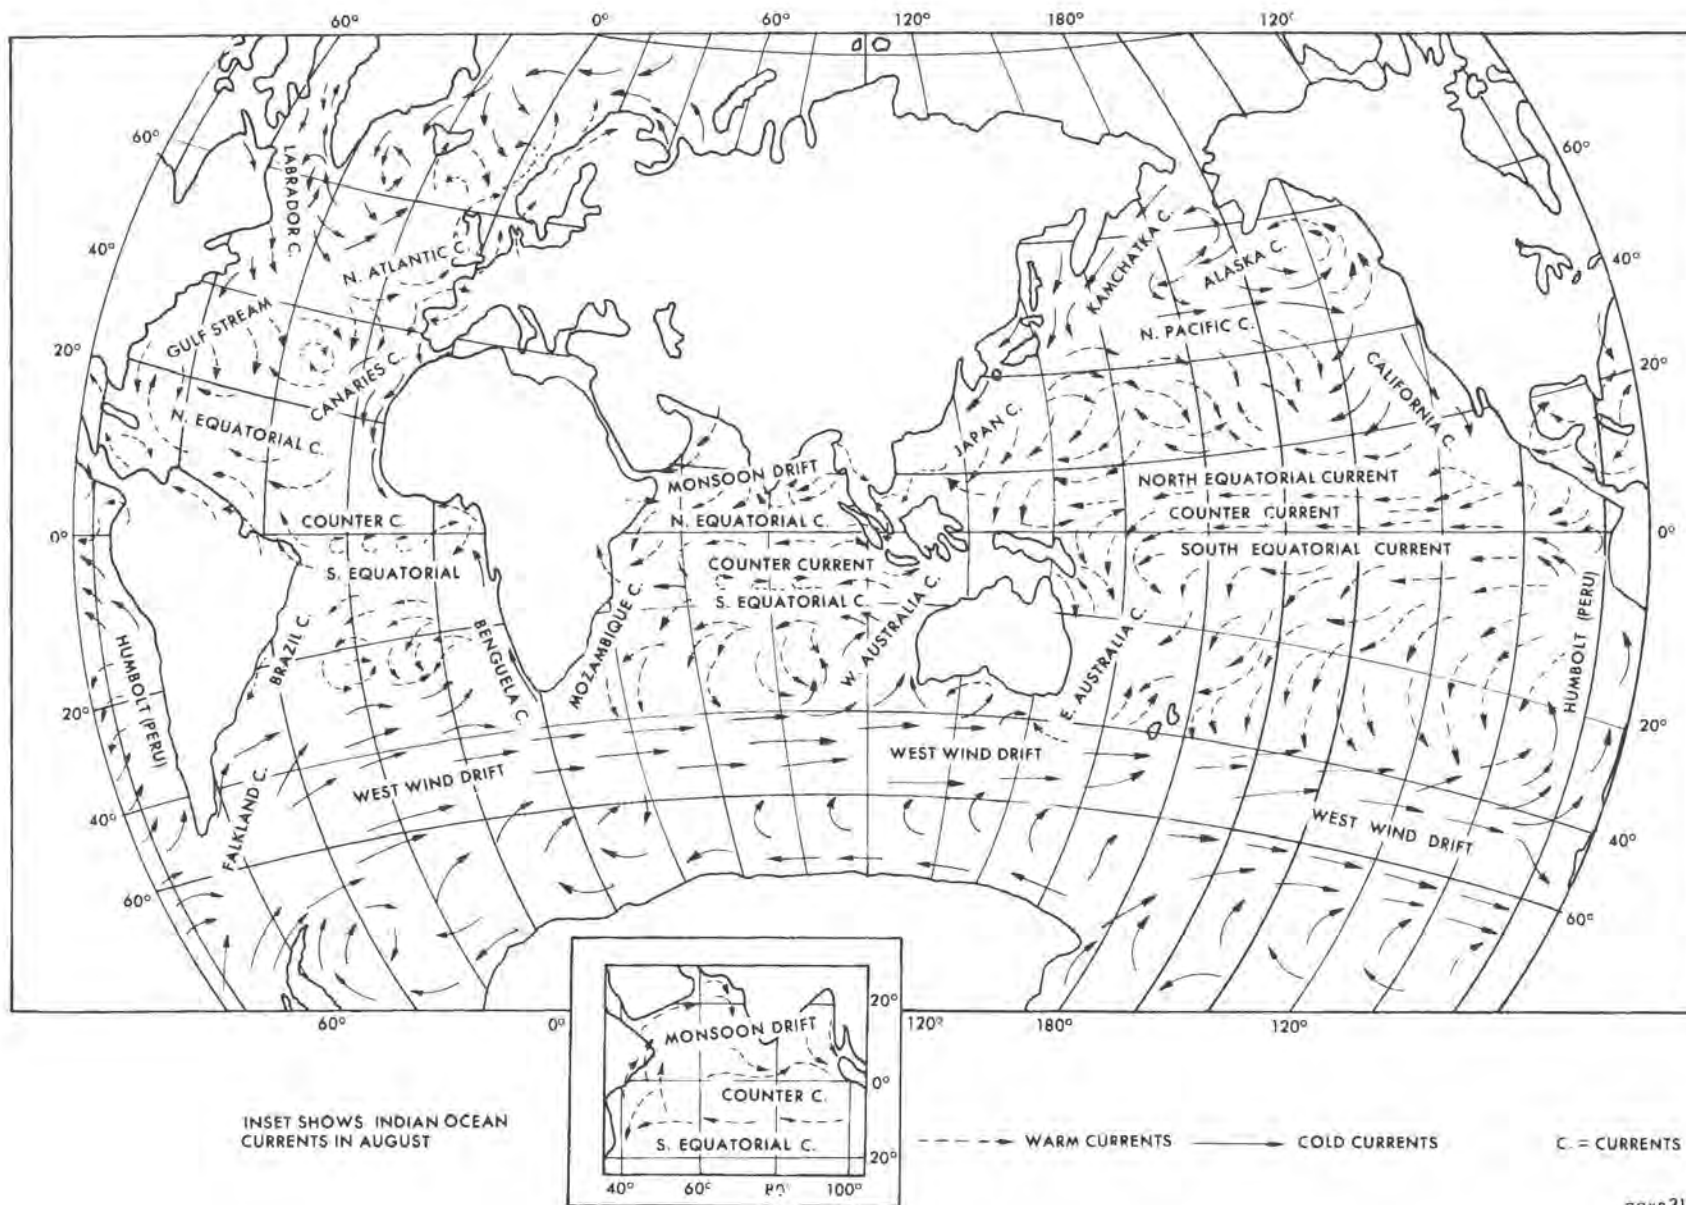 60°
0°
60°
120°
180°
120°
60°
60°
40°
40°
20°
20°
0°
0°
20°
20°
40°
40°
60°
60°
LABRADOR C.
N. ATLANTIC C.
GULF STREAM
CANARIES C.
N. EQUATORIAL C.
COUNTER C.
S. EQUATORIAL
BRAZIL C.
BENGUELA C.
HUMBOLT (PERU)
FALKLAND C.
WEST WIND DRIFT
MOZAMBIQUE C.
MONSOON DRIFT
N. EQUATORIAL C.
COUNTER CURRENT
S. EQUATORIAL C.
W. AUSTRALIA C.
WEST WIND DRIFT
E. AUSTRALIA C.
KAMCHATKA C.
ALASKA C.
N. PACIFIC C.
CALIFORNIA C.
JAPAN C.
NORTH EQUATORIAL CURRENT
COUNTER CURRENT
SOUTH EQUATORIAL CURRENT
HUMBOLT (PERU)
WEST WIND DRIFT
60°
0°
120°
180°
120°
MONSOON DRIFT
COUNTER C.
S. EQUATORIAL C.
20°
0°
20°
40°
60°
100°
INSET SHOWS INDIAN OCEAN
CURRENTS IN AUGUST
WARM CURRENTS
COLD CURRENTS
C. = CURRENTS